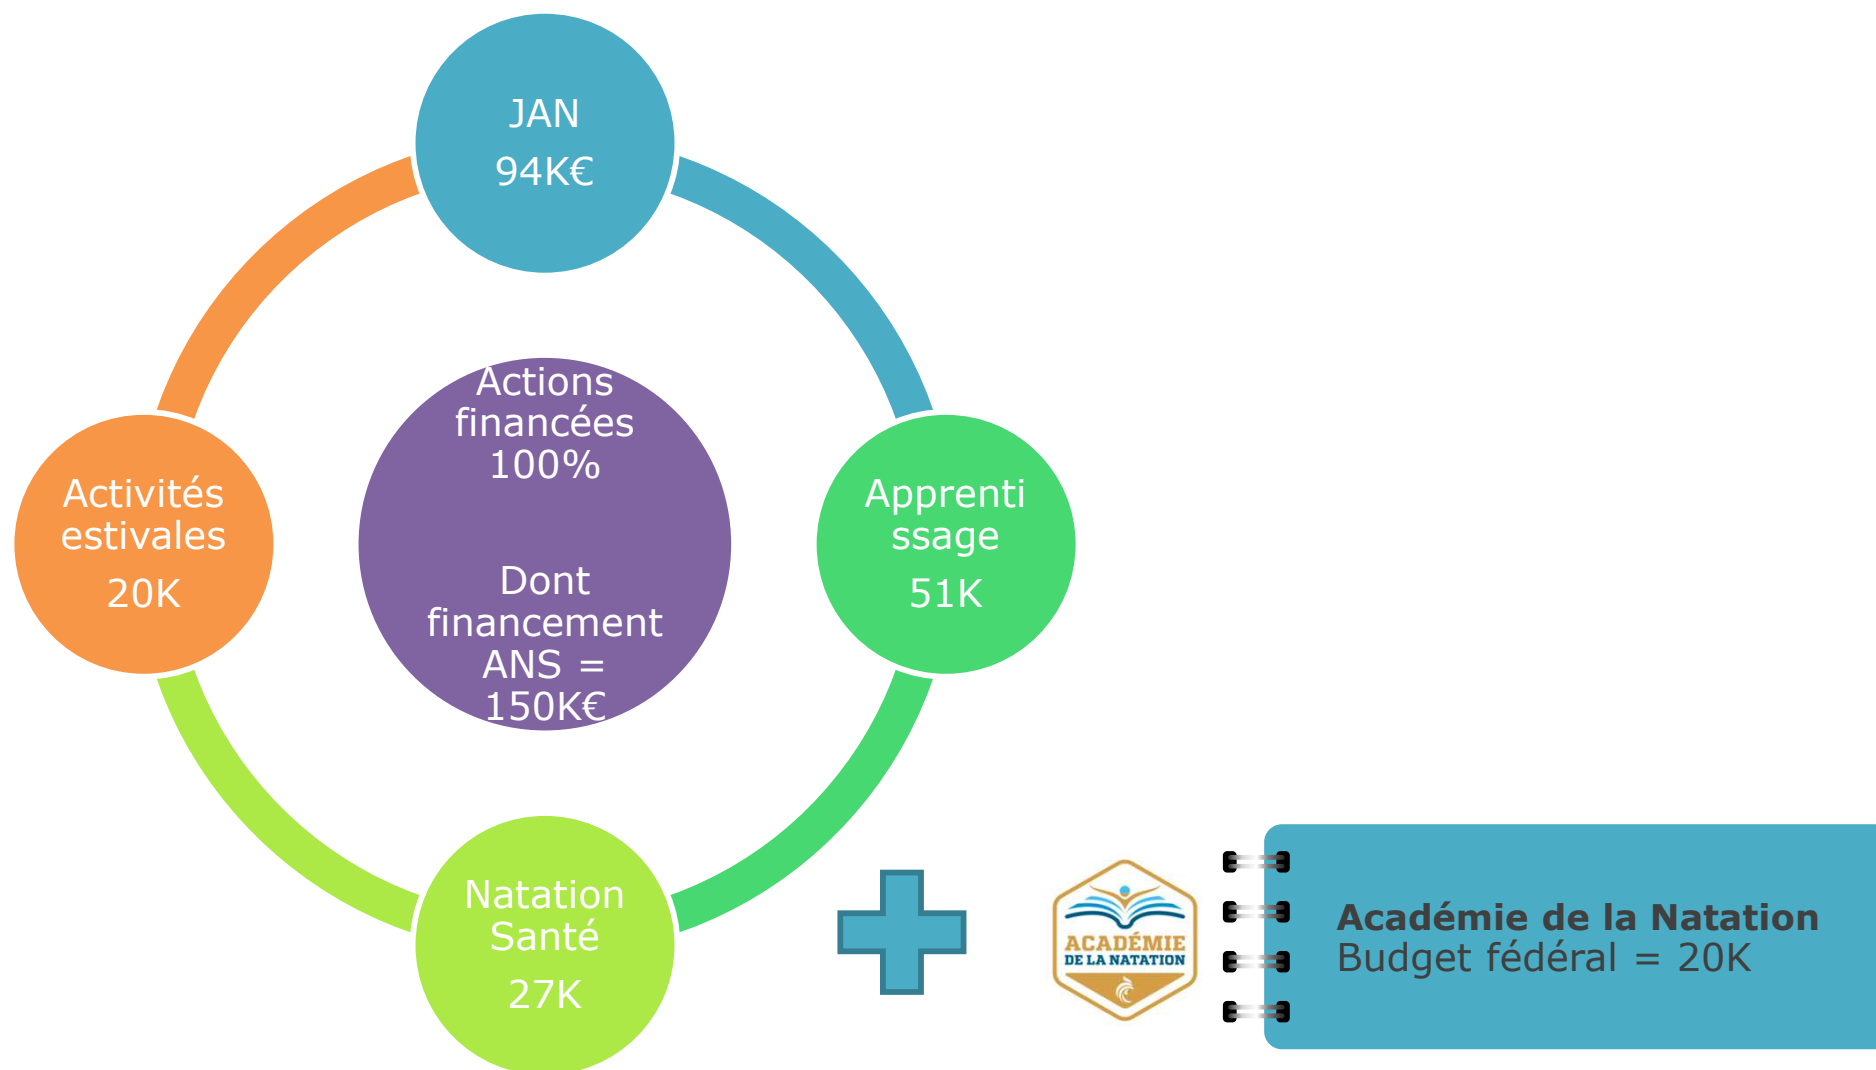 JAN
94K€
Actions
financées
100%
Dont
financement
ANS =
150K€
Activités
estivales
20K
Apprenti
ssage
51K
Natation
Santé
27K
ACADÉMIE
DE LA NATATION
Académie de la Natation
Budget fédéral = 20K